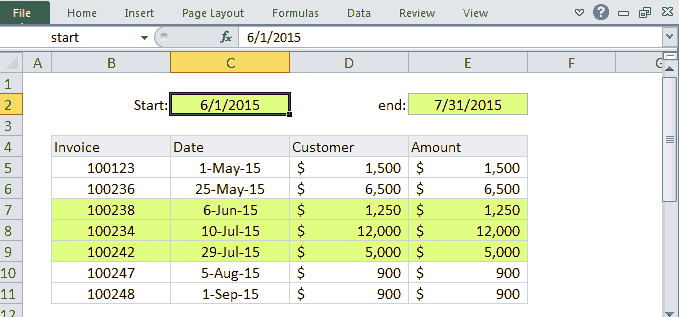 File Home Insert Page Layout Formulas Data Review View
start fx 6/1/2015
A B C D E F
1
2 Start: 6/1/2015 end: 7/31/2015
3
4 Invoice Date Customer Amount
5 100123 1-May-15 $ 1,500 $ 1,500
6 100236 25-May-15 $ 6,500 $ 6,500
7 100238 6-Jun-15 $ 1,250 $ 1,250
8 100234 10-Jul-15 $ 12,000 $ 12,000
9 100242 29-Jul-15 $ 5,000 $ 5,000
10 100247 5-Aug-15 $ 900 $ 900
11 100248 1-Sep-15 $ 900 $ 900
12